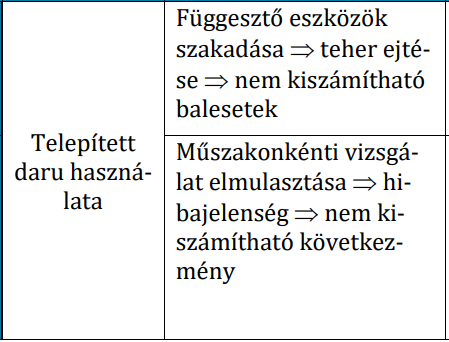 Telepített
daru haszná-
lata
Függesztő eszközök
szakadása ⇒ teher ejté-
se ⇒ nem kiszámítható
balesetek
Műszakonkénti vizsgá-
lat elmulasztása ⇒ hi-
bajelenség ⇒ nem ki-
számítható következ-
mény